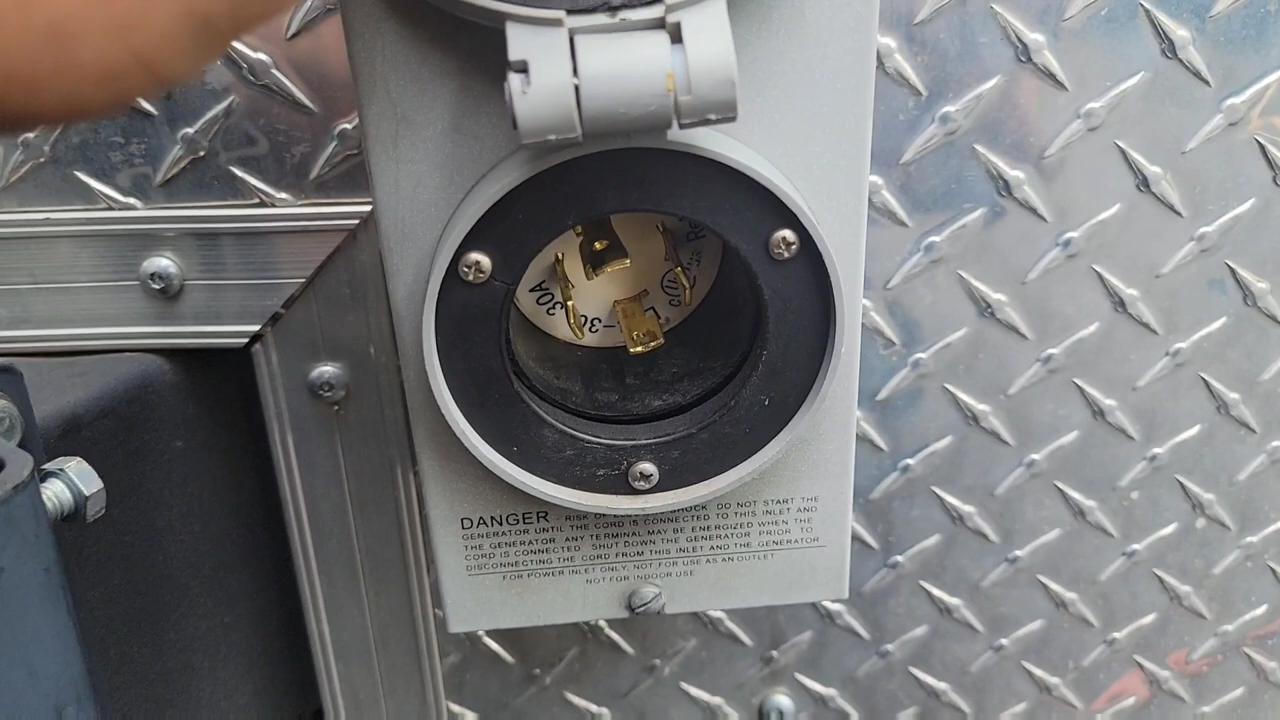 30A
DANGER - RISK OF ELECTRIC SHOCK. DO NOT START THE
GENERATOR UNTIL THE CORD IS CONNECTED TO THIS INLET AND
THE GENERATOR. ANY TERMINAL MAY BE ENERGIZED WHEN THE
CORD IS CONNECTED. SHUT DOWN THE GENERATOR PRIOR TO
DISCONNECTING THE CORD FROM THIS INLET AND THE GENERATOR
FOR POWER INLET ONLY, NOT FOR USE AS AN OUTLET
NOT FOR INDOOR USE